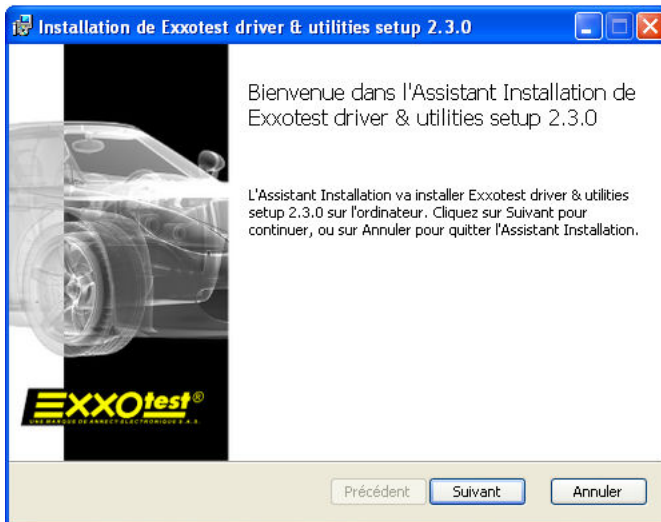 Installation de Exxotest driver & utilities setup 2.3.0
Bienvenue dans l'Assistant Installation de
Exxotest driver & utilities setup 2.3.0
L'Assistant Installation va installer Exxotest driver & utilities
setup 2.3.0 sur l'ordinateur. Cliquez sur Suivant pour
continuer, ou sur Annuler pour quitter l'Assistant Installation.
EXXOtest®
UNE MARQUE DE ANNECY ELECTRONIQUE S.A.S.
Précédent
Suivant
Annuler